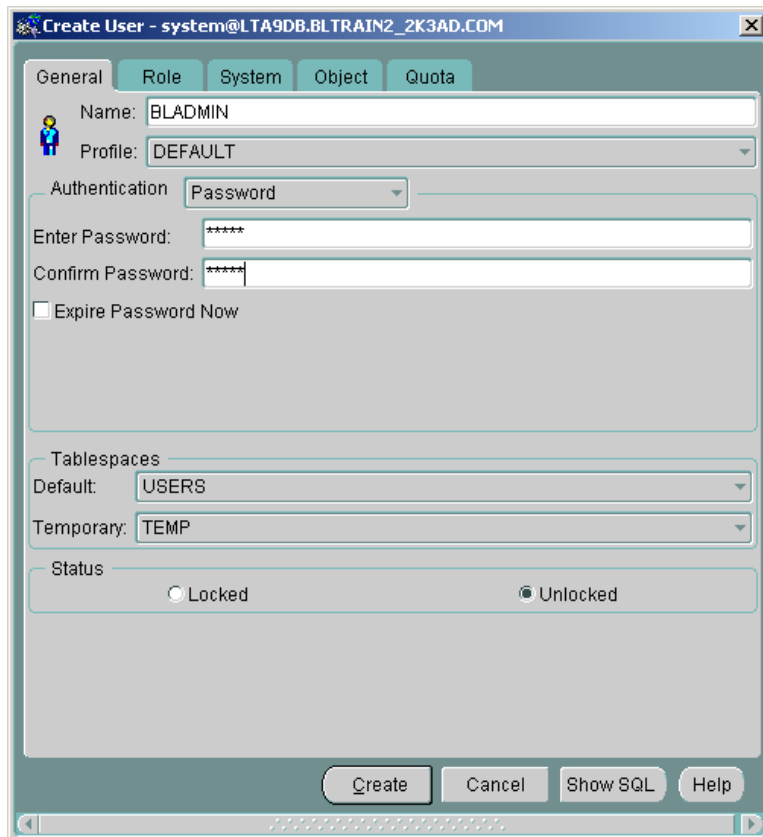 Create User - system@LTA9DB.BLTRAIN2_2K3AD.COM
General Role System Object Quota
Name: BLADMIN
Profile: DEFAULT
Authentication Password
Enter Password: *****
Confirm Password: *****
Expire Password Now
Tablespaces
Default: USERS
Temporary: TEMP
Status
Locked Unlocked
Create Cancel Show SQL Help